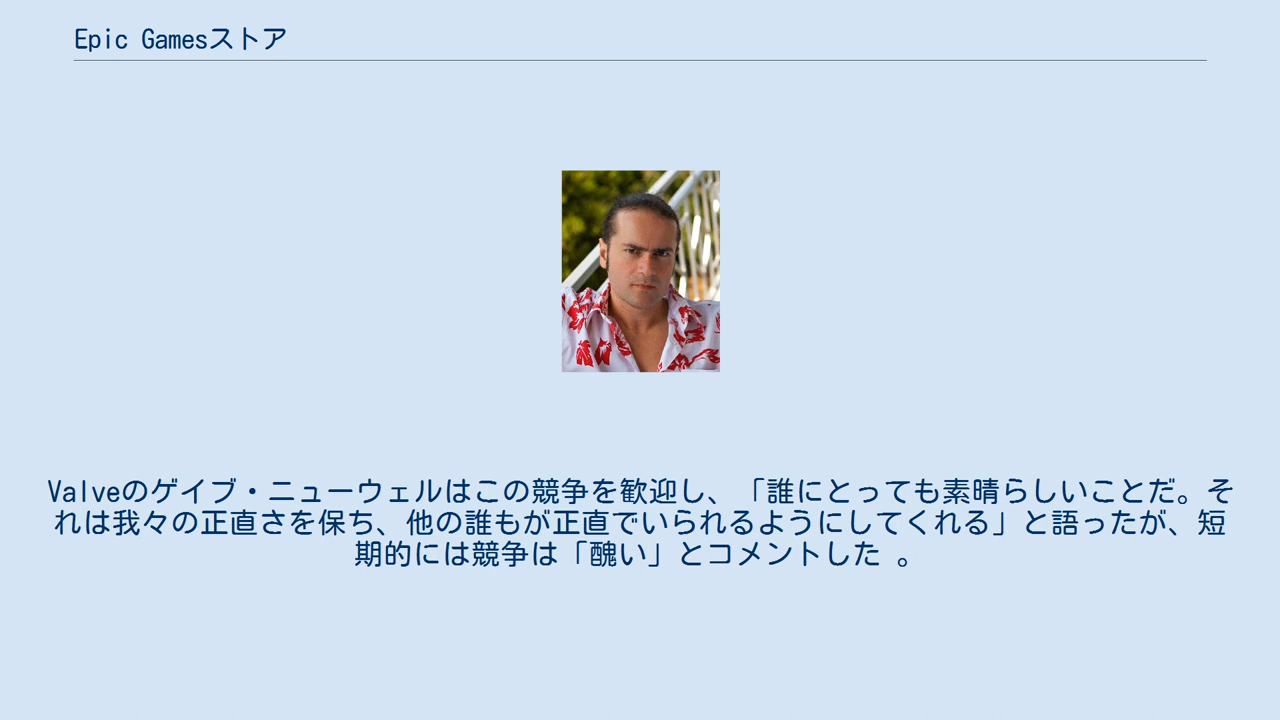 Epic Gamesストア
Valveのゲイブ・ニューウェルはこの競争を歓迎し、「誰にとっても素晴らしいことだ。そ
れは我々の正直さを保ち、他の誰もが正直でいられるようにしてくれる」と語ったが、短
期的には競争は「醜い」とコメントした 。